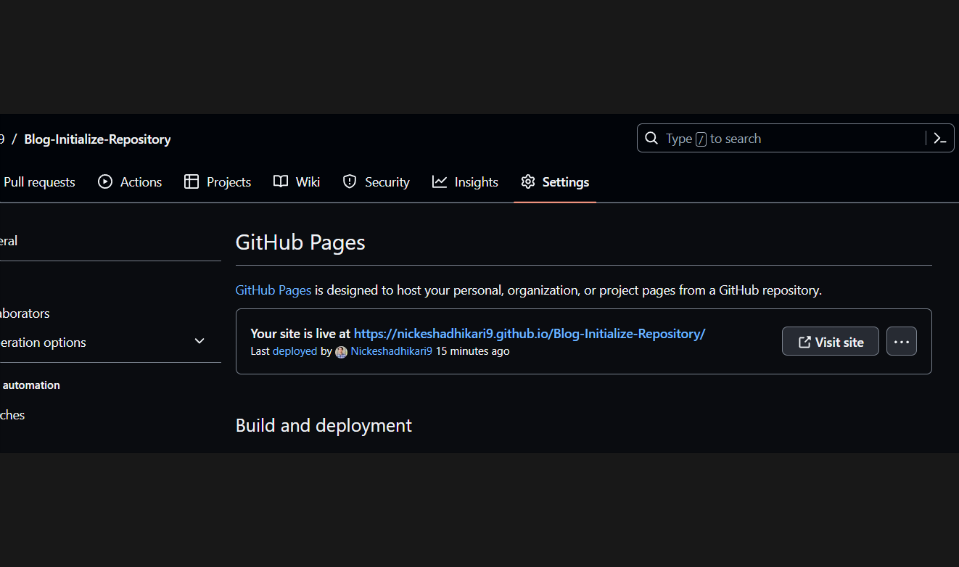 9 / Blog-Initialize-Repository
Type / to search
Pull requests Actions Projects Wiki Security Insights Settings
eral
aborators
eration options
automation
ches
GitHub Pages
GitHub Pages is designed to host your personal, organization, or project pages from a GitHub repository.
Your site is live at https://nickeshadhikari9.github.io/Blog-Initialize-Repository/
Last deployed by Nickeshadhikari9 15 minutes ago
Visit site
Build and deployment